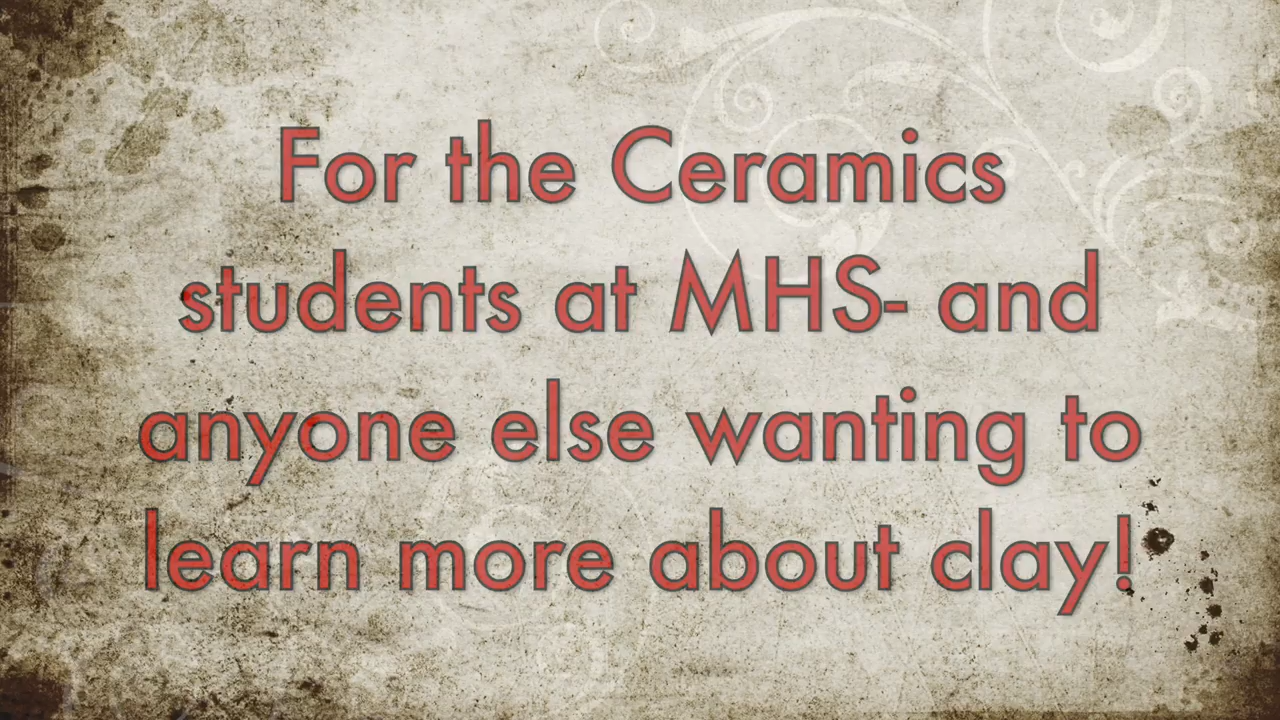 For the Ceramics
students at MHS- and
anyone else wanting to
learn more about clay!